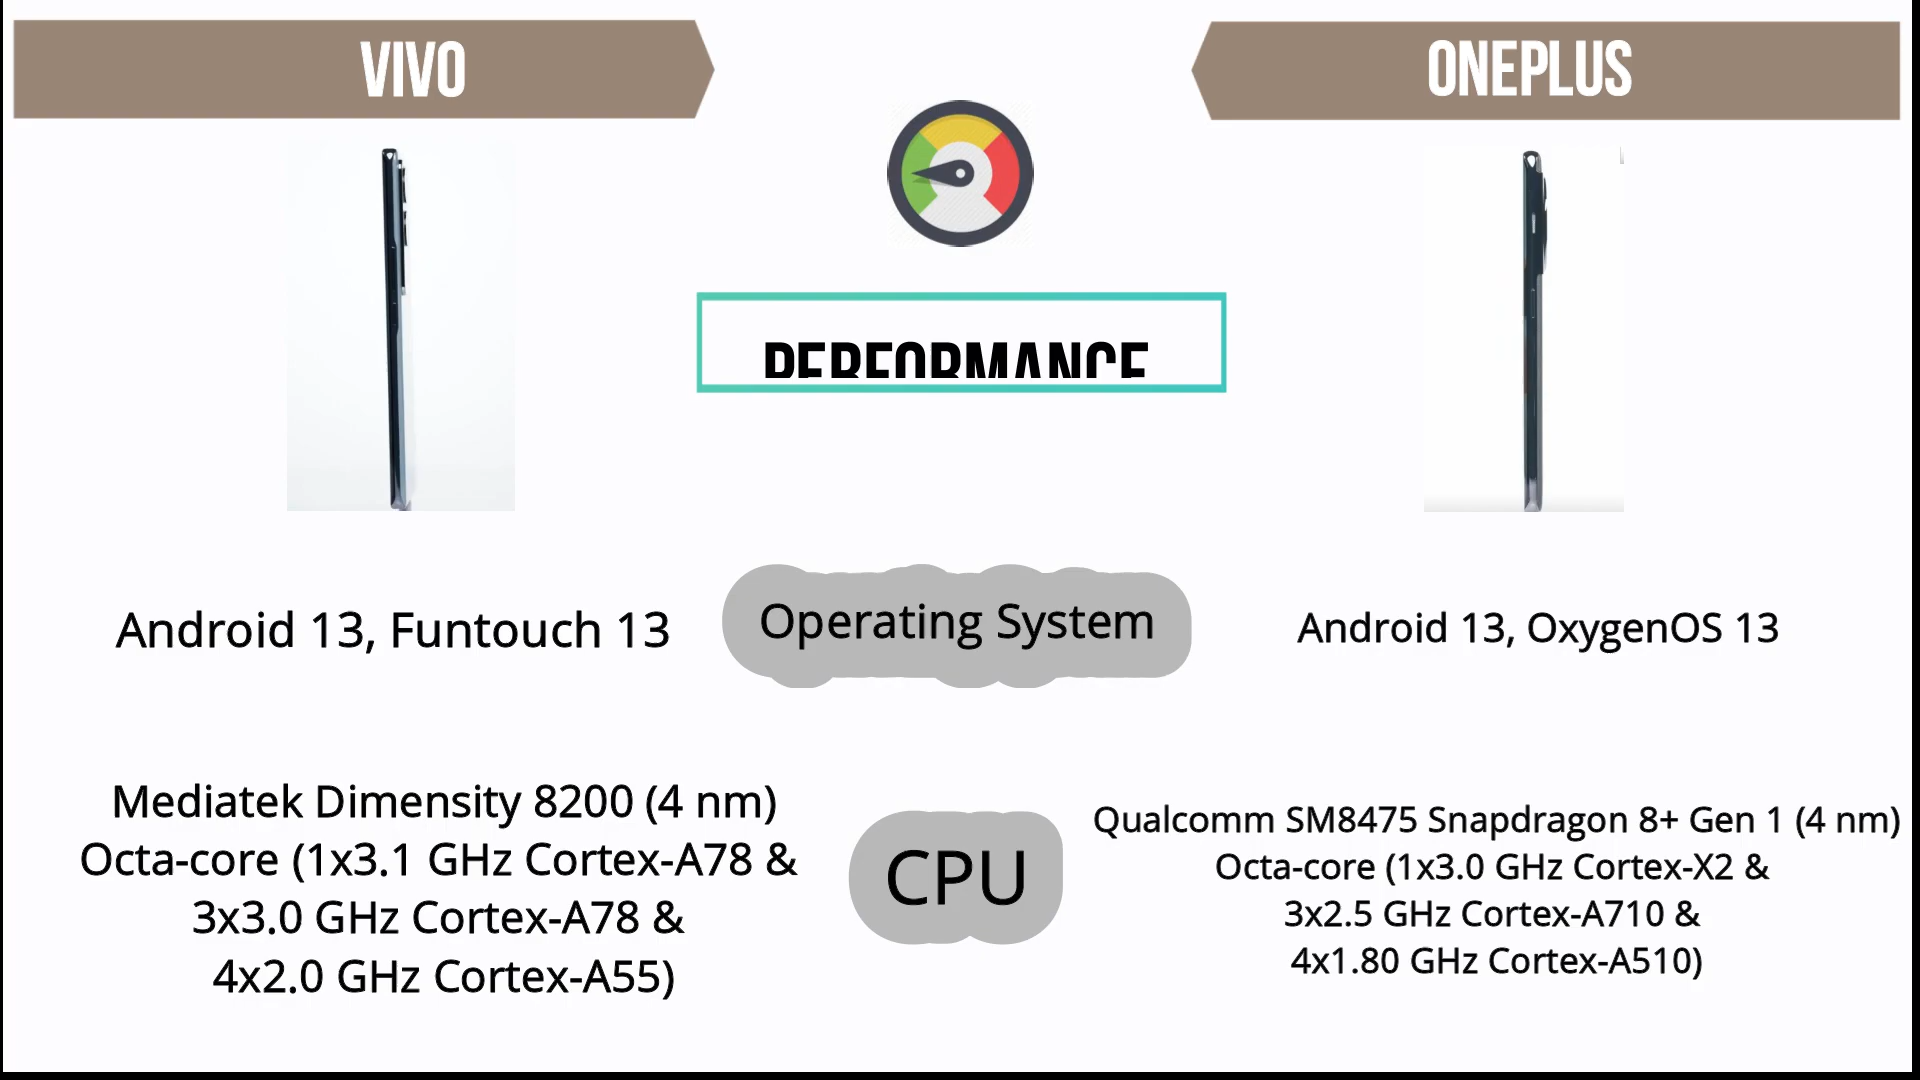 VIVO
ONEPLUS
PERFORMANCE
Android 13, Funtouch 13
Operating System
Android 13, OxygenOS 13
Mediatek Dimensity 8200 (4 nm)
Octa-core (1x3.1 GHz Cortex-A78 &
3x3.0 GHz Cortex-A78 &
4x2.0 GHz Cortex-A55)
CPU
Qualcomm SM8475 Snapdragon 8+ Gen 1 (4 nm)
Octa-core (1x3.0 GHz Cortex-X2 &
3x2.5 GHz Cortex-A710 &
4x1.80 GHz Cortex-A510)